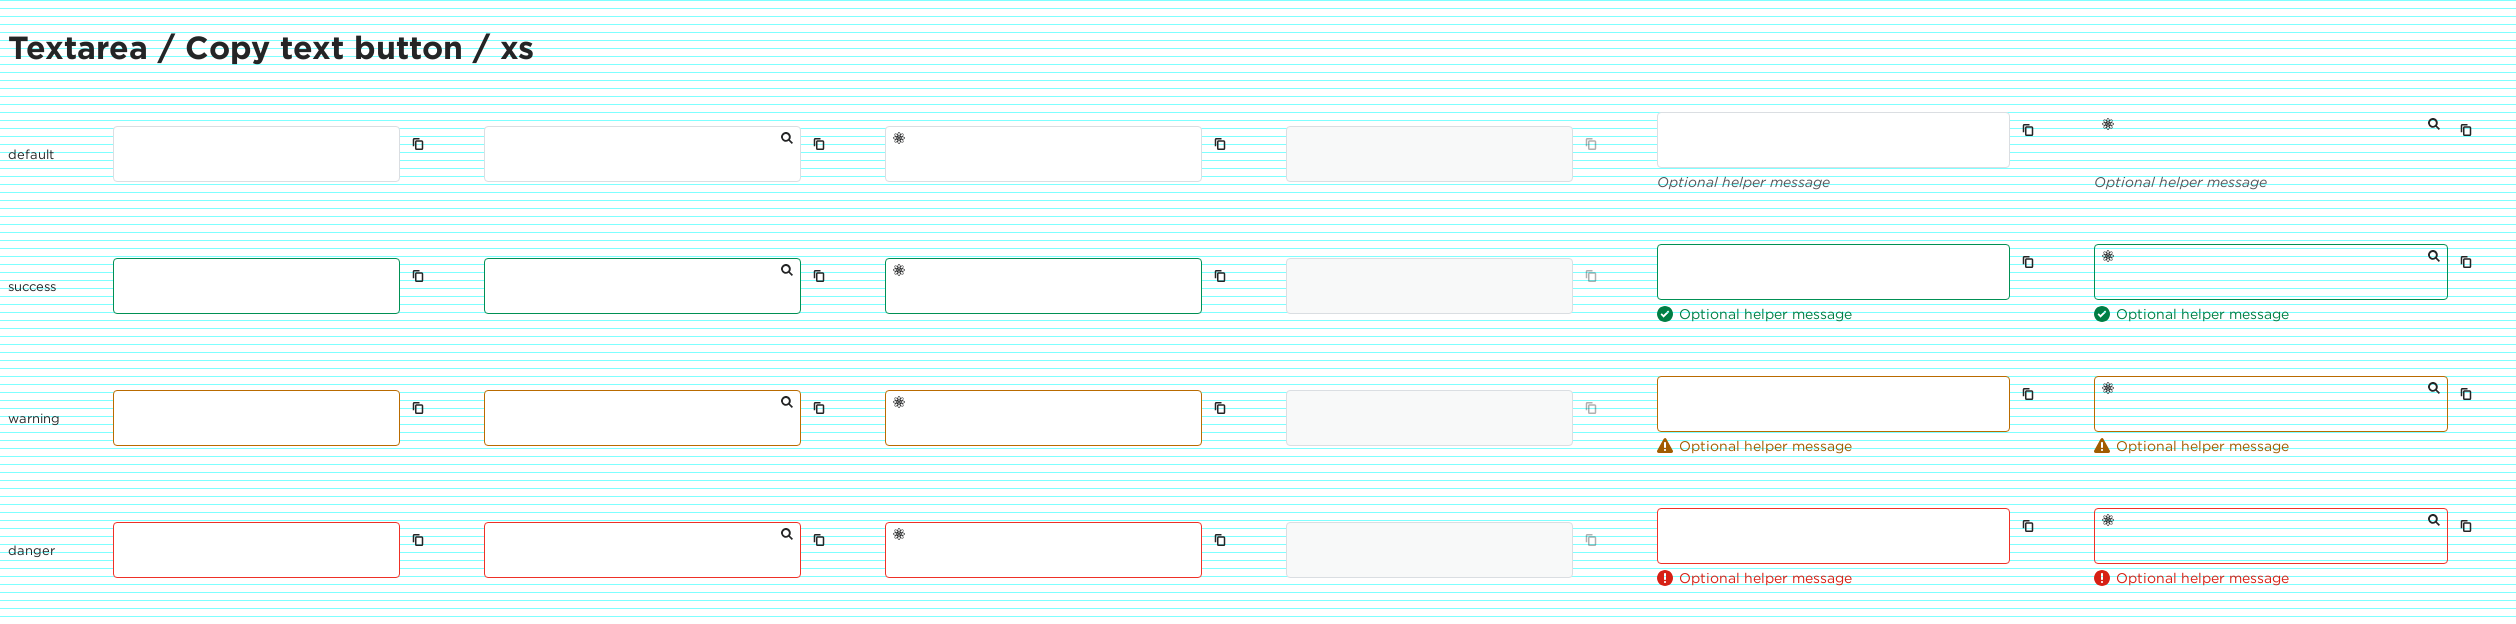 Textarea / Copy text button / xs
default
Optional helper message
Optional helper message
success
Optional helper message
Optional helper message
warning
Optional helper message
Optional helper message
danger
Optional helper message
Optional helper message